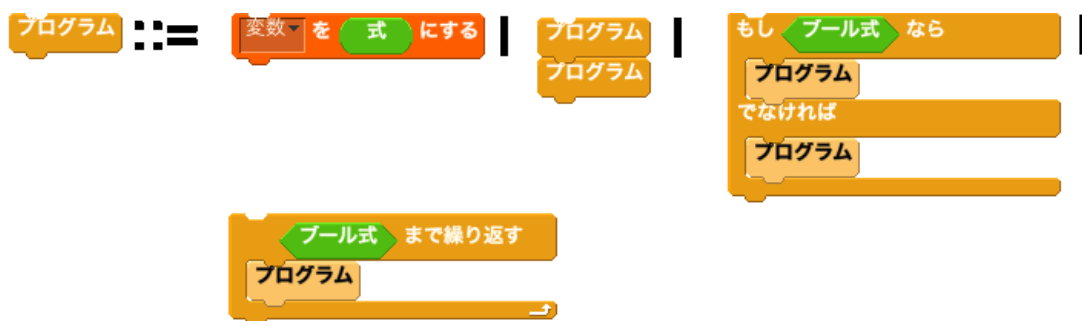 プログラム ::= 変数 を 式 にする | プログラム
プログラム | もし ブール式 なら
プログラム
でなければ
プログラム |
ブール式 まで繰り返す
プログラム